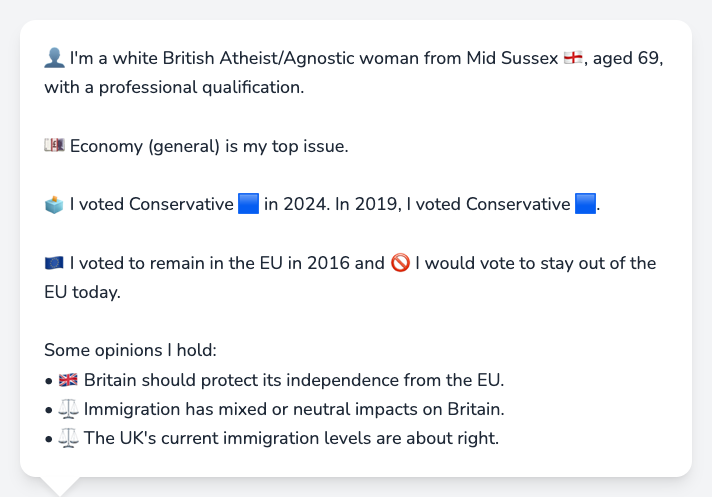 👤 I'm a white British Atheist/Agnostic woman from Mid Sussex 🏴󠁧󠁢󠁥󠁮󠁧󠁿, aged 69,
with a professional qualification.
💷 Economy (general) is my top issue.
🗳️ I voted Conservative 🟦 in 2024. In 2019, I voted Conservative 🟦.
🇪🇺 I voted to remain in the EU in 2016 and 🚫 I would vote to stay out of the
EU today.
Some opinions I hold:
• 🇬🇧 Britain should protect its independence from the EU.
• ⚖️ Immigration has mixed or neutral impacts on Britain.
• ⚖️ The UK's current immigration levels are about right.